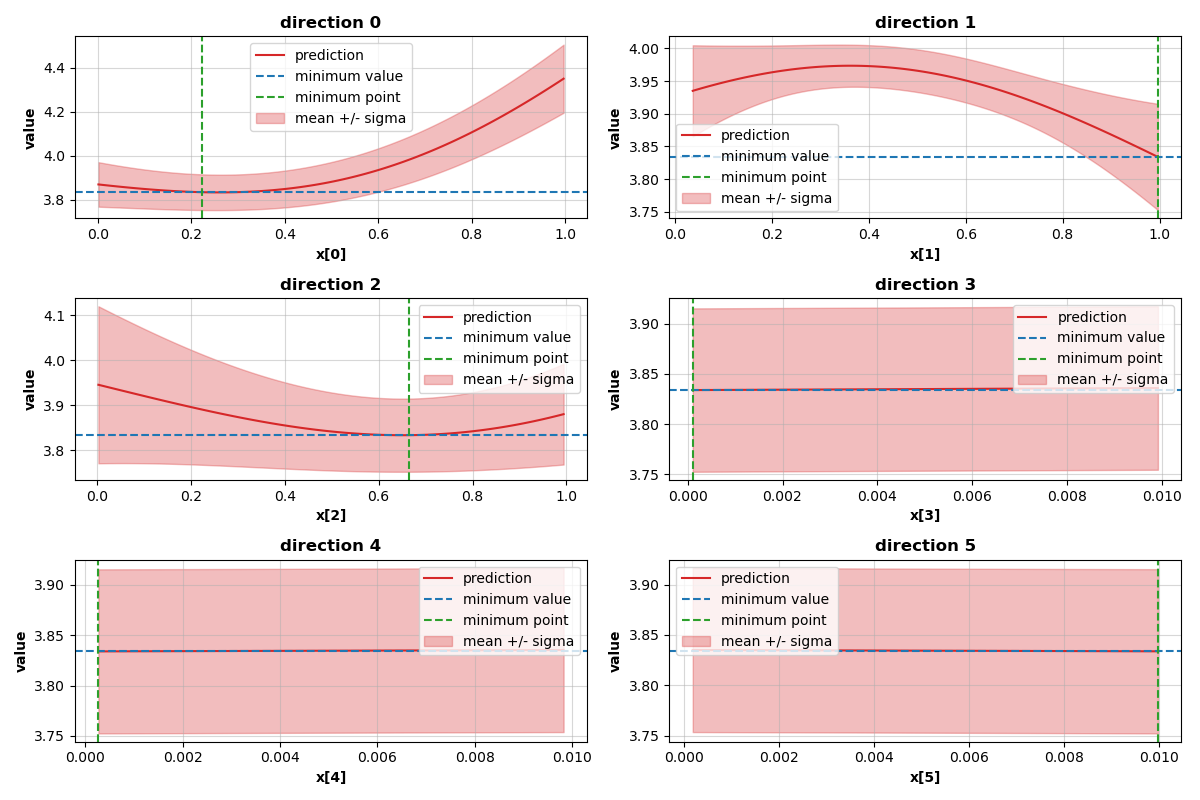 direction 0
value
4.4
4.2
4.0
3.8
prediction
minimum value
minimum point
mean +/- sigma
0.0 0.2 0.4 0.6 0.8 1.0
x[0]
direction 1
value
4.00
3.95
3.90
3.85
3.80
3.75
prediction
minimum value
minimum point
mean +/- sigma
0.0 0.2 0.4 0.6 0.8 1.0
x[1]
direction 2
value
4.1
4.0
3.9
3.8
prediction
minimum value
minimum point
mean +/- sigma
0.0 0.2 0.4 0.6 0.8 1.0
x[2]
direction 3
value
3.90
3.85
3.80
3.75
prediction
minimum value
minimum point
mean +/- sigma
0.000 0.002 0.004 0.006 0.008 0.010
x[3]
direction 4
value
3.90
3.85
3.80
3.75
prediction
minimum value
minimum point
mean +/- sigma
0.000 0.002 0.004 0.006 0.008 0.010
x[4]
direction 5
value
3.90
3.85
3.80
3.75
prediction
minimum value
minimum point
mean +/- sigma
0.000 0.002 0.004 0.006 0.008 0.010
x[5]